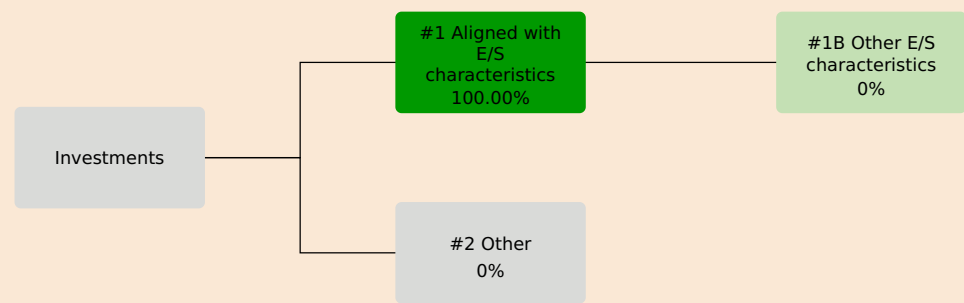 #1 Aligned with
E/S
characteristics
100.00%
#1B Other E/S
characteristics
0%
Investments
#2 Other
0%